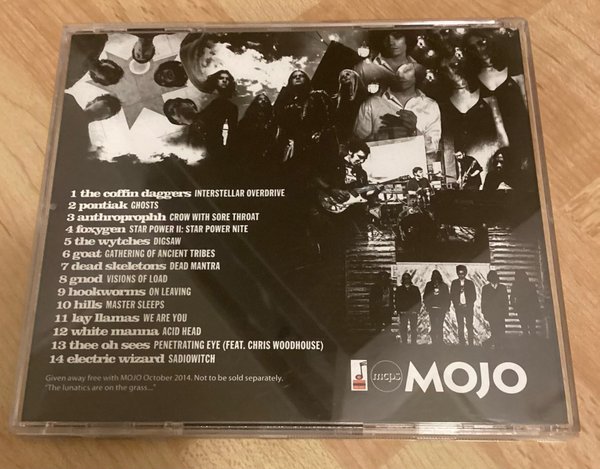 1 the coffin daggers INTERSTELLAR OVERDRIVE
2 pontiak GHOSTS
3 anthroprophh CROW WITH SORE THROAT
4 foxygen STAR POWER II: STAR POWER NITE
5 the wytches DIGSAW
6 goat GATHERING OF ANCIENT TRIBES
7 dead skeletons DEAD MANTRA
8 gnod VISIONS OF LOAD
9 hookworms ON LEAVING
10 hills MASTER SLEEPS
11 lay llamas WE ARE YOU
12 white manna ACID HEAD
13 thee oh sees PENETRATING EYE (FEAT. CHRIS WOODHOUSE)
14 electric wizard SADIOWITCH
Given away free with MOJO October 2014. Not to be sold separately.
"The lunatics are on the grass..."
mcps MOJO